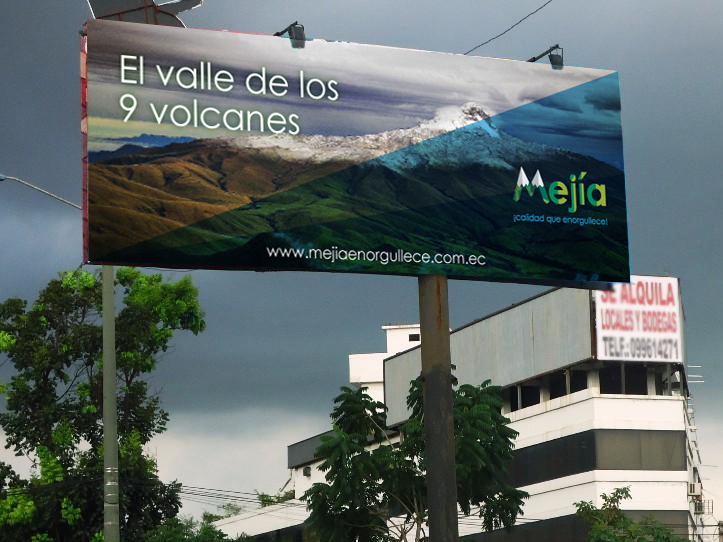 El valle de los
9 volcanes
Mejía
¡calidad que enorgullece!
www.mejiaenorgullece.com.ec
SE ALQUILA
LOCALES Y BODEGAS
TELF.:099614271